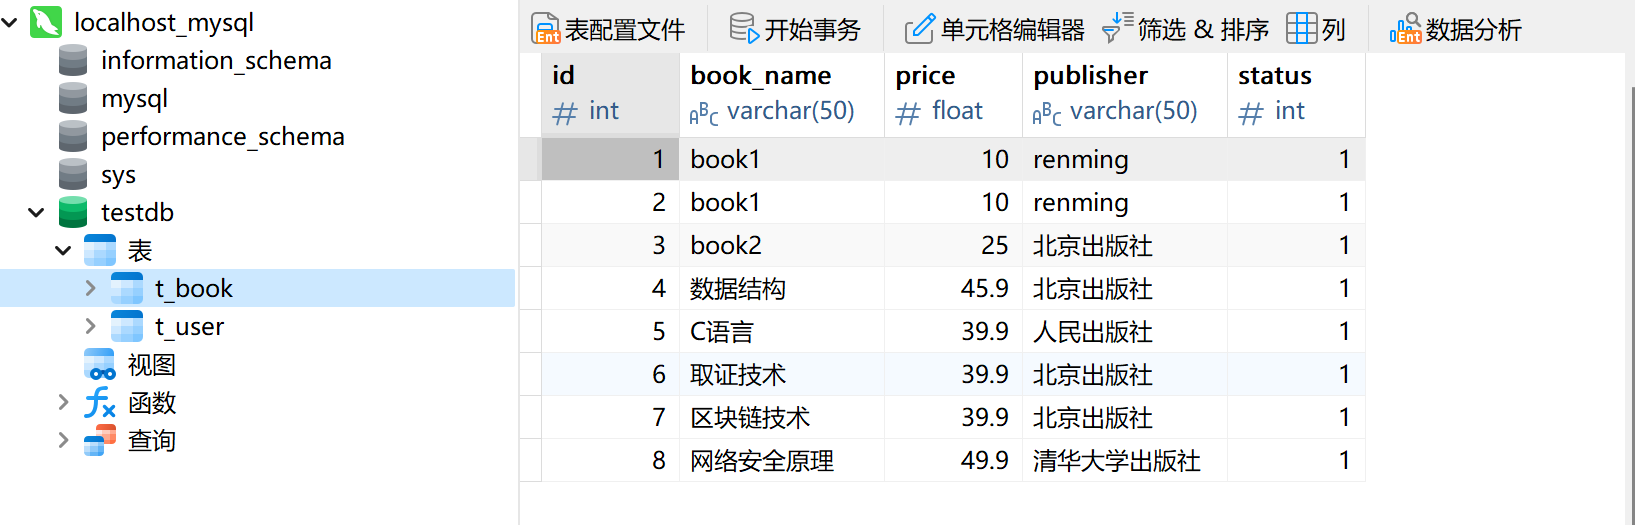 localhost_mysql
information_schema
mysql
performance_schema
sys
testdb
表
t_book
t_user
视图
函数
查询
表配置文件 开始事务 单元格编辑器 筛选 & 排序 列 数据分析
Ent Ent
id book_name price publisher status
# int ABC varchar(50) # float ABC varchar(50) # int
1 book1 10 renming 1
2 book1 10 renming 1
3 book2 25 北京出版社 1
4 数据结构 45.9 北京出版社 1
5 C语言 39.9 人民出版社 1
6 取证技术 39.9 北京出版社 1
7 区块链技术 39.9 北京出版社 1
8 网络安全原理 49.9 清华大学出版社 1